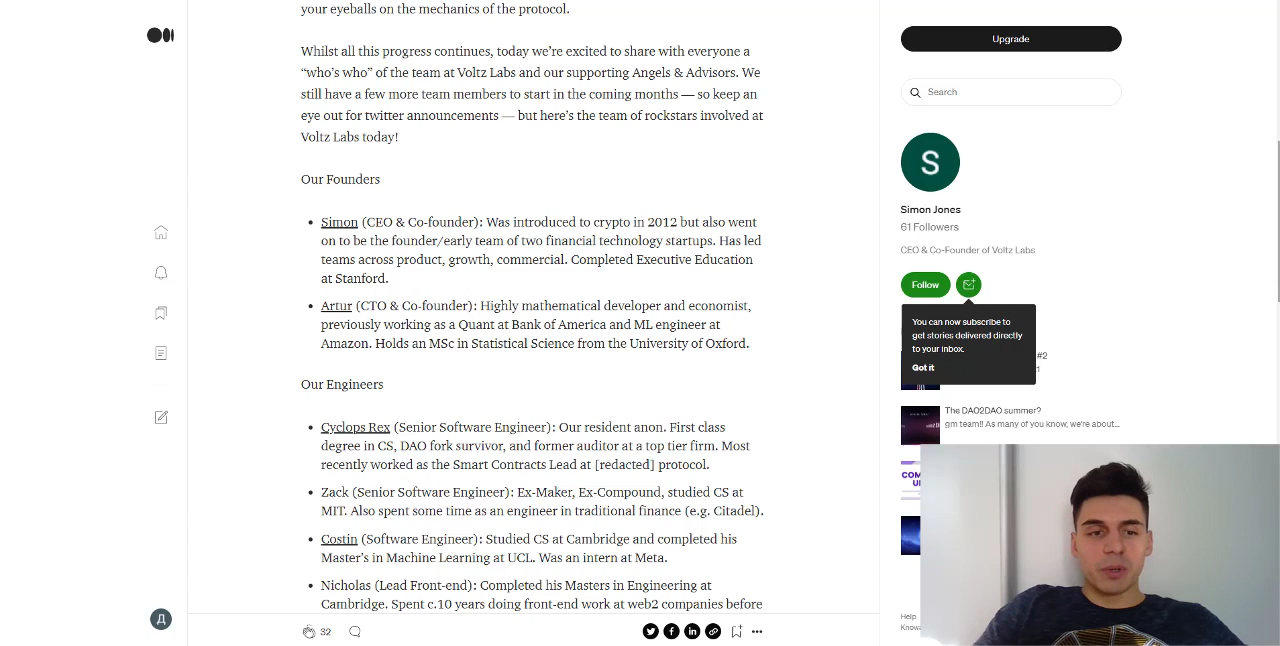 your eyeballs on the mechanics of the protocol.
Whilst all this progress continues, today we’re excited to share with everyone a
“who’s who” of the team at Voltz Labs and our supporting Angels & Advisors. We
still have a few more team members to start in the coming months — so keep an
eye out for twitter announcements — but here’s the team of rockstars involved at
Voltz Labs today!
Our Founders
Simon (CEO & Co-founder): Was introduced to crypto in 2012 but also went
on to be the founder/early team of two financial technology startups. Has led
teams across product, growth, commercial. Completed Executive Education
at Stanford.
Artur (CTO & Co-founder): Highly mathematical developer and economist,
previously working as a Quant at Bank of America and ML engineer at
Amazon. Holds an MSc in Statistical Science from the University of Oxford.
Our Engineers
Cyclops Rex (Senior Software Engineer): Our resident anon. First class
degree in CS, DAO fork survivor, and former auditor at a top tier firm. Most
recently worked as the Smart Contracts Lead at [redacted] protocol.
Zack (Senior Software Engineer): Ex-Maker, Ex-Compound, studied CS at
MIT. Also spent some time as an engineer in traditional finance (e.g. Citadel).
Costin (Software Engineer): Studied CS at Cambridge and completed his
Master’s in Machine Learning at UCL. Was an intern at Meta.
Nicholas (Lead Front-end): Completed his Masters in Engineering at
Cambridge. Spent c.10 years doing front-end work at web2 companies before
32
Д
Upgrade
Search
S
Simon Jones
61 Followers
CEO & Co-Founder of Voltz Labs
Follow
You can now subscribe to
get stories delivered directly
to your inbox.
Got it
#2
1
The DAO2DAO summer?
gm team!! As many of you know, we're about...
COM
Help
Know